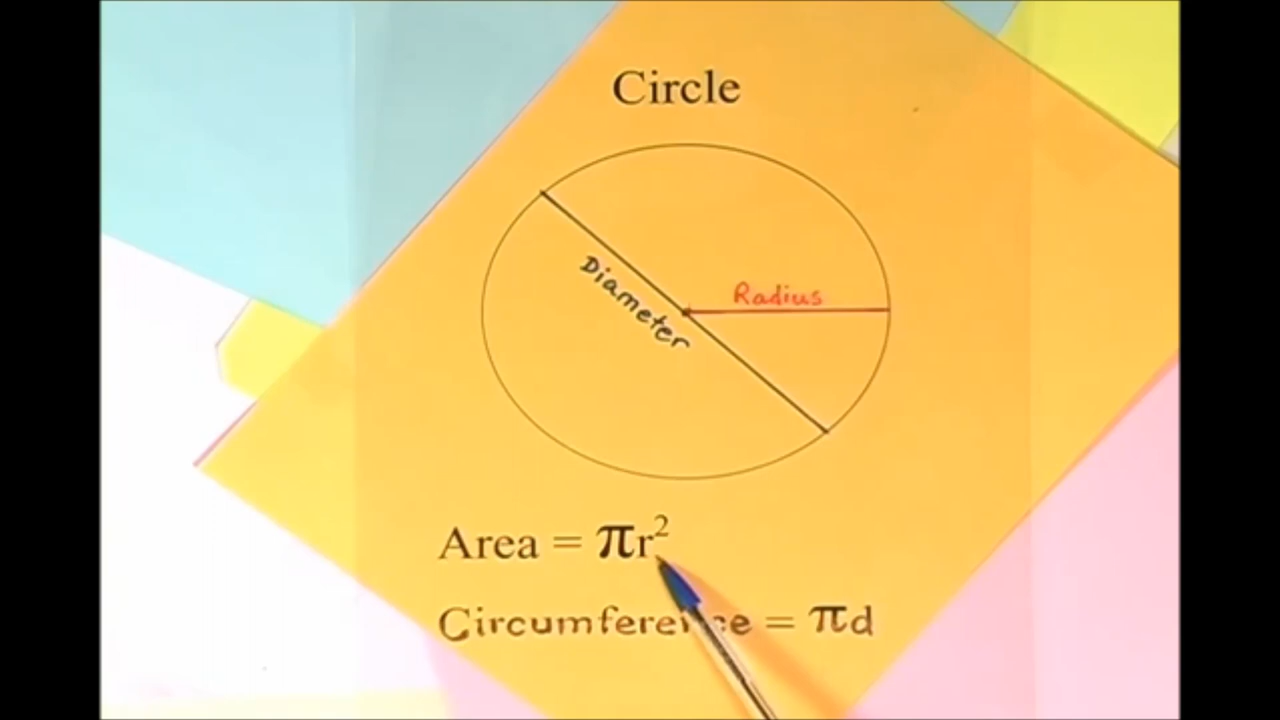 Circle
Diameter
Radius
Area = πr²
Circumference = πd